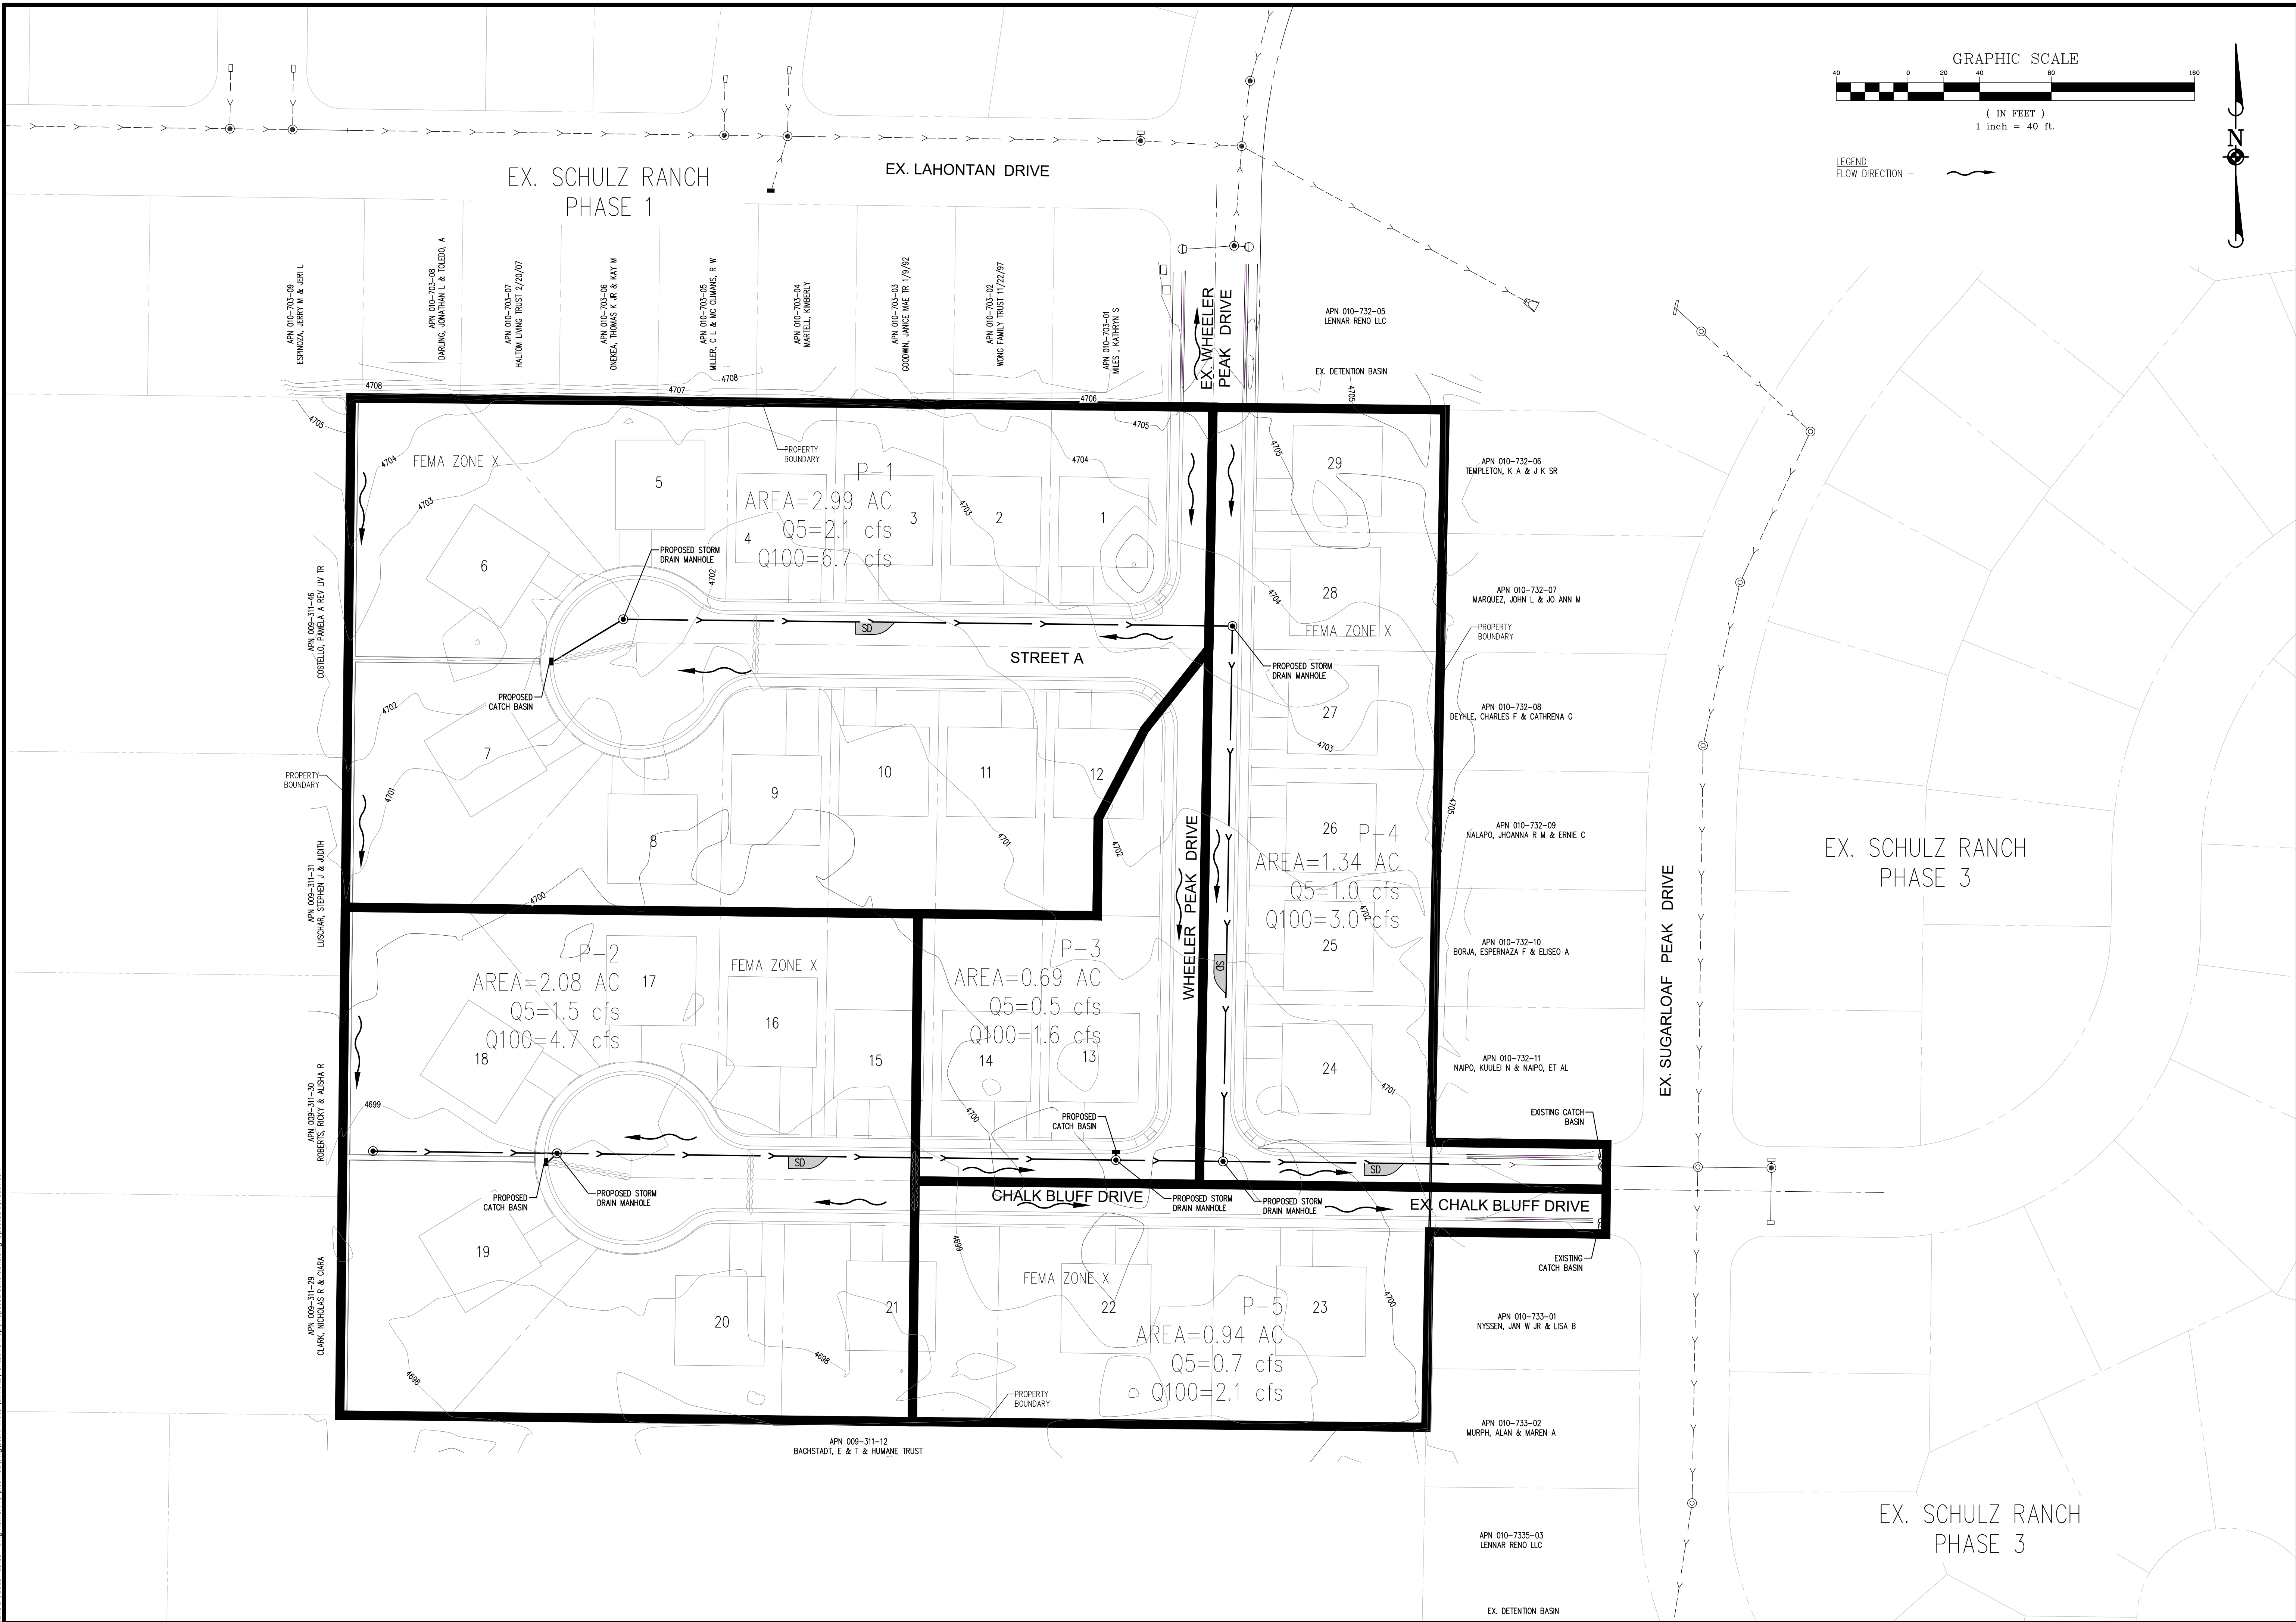 GRAPHIC SCALE
40 0 20 40 80 160
( IN FEET )
1 inch = 40 ft.
N
LEGEND
FLOW DIRECTION –
EX. SCHULZ RANCH
PHASE 1
EX. LAHONTAN DRIVE
APN 010-703-09
ESPINOZA, JERRY M & JERI L
APN 010-703-08
DARLING, JONATHAN L & TOLEDO, A
APN 010-703-07
HALTOM LIVING TRUST 2/20/07
APN 010-703-06
ONEKEA, THOMAS K JR & KAY M
APN 010-703-05
MILLER, C L & MC CLIMANS, R W
APN 010-703-04
MARTELL, KIMBERLY
APN 010-703-03
GOODWIN, JANICE MAE TR 1/9/92
APN 010-703-02
WONG FAMILY TRUST 11/22/97
APN 010-703-01
MILES , KATHRYN S
EX. WHEELER
PEAK DRIVE
APN 010-732-05
LENNAR RENO LLC
EX. DETENTION BASIN
4708
4707
4708
4706
4705
4705
4705
4705
4704
4703
FEMA ZONE X
PROPERTY
BOUNDARY
P-1
AREA=2.99 AC
Q5=2.1 cfs
Q100=6.7 cfs
5
4
3
2
1
6
4704
4703
4702
29
28
4704
FEMA ZONE X
APN 010-732-06
TEMPLETON, K A & J K SR
APN 010-732-07
MARQUEZ, JOHN L & JO ANN M
PROPERTY
BOUNDARY
PROPOSED STORM
DRAIN MANHOLE
SD
STREET A
PROPOSED STORM
DRAIN MANHOLE
PROPOSED
CATCH BASIN
APN 009-311-46
COSTELLO, PAMELA A REV LIV TR
4702
7
4701
PROPERTY
BOUNDARY
8
9
10
11
12
4701
4702
27
4703
APN 010-732-08
DEYHLE, CHARLES F & CATHRENA G
26
P-4
AREA=1.34 AC
Q5=1.0 cfs
Q100=3.0 cfs
4702
25
4705
APN 010-732-09
NALAPO, JHOANNA R M & ERNIE C
WHEELER PEAK DRIVE
SD
EX. SUGARLOAF PEAK DRIVE
EX. SCHULZ RANCH
PHASE 3
APN 009-311-31
LUSCHAR, STEPHEN J & JUDITH
4700
P-2
AREA=2.08 AC
Q5=1.5 cfs
Q100=4.7 cfs
17
18
FEMA ZONE X
16
15
P-3
AREA=0.69 AC
Q5=0.5 cfs
Q100=1.6 cfs
14
13
4700
24
4701
APN 010-732-10
BORJA, ESPERNAZA F & ELISEO A
APN 010-732-11
NAIPO, KUULEI N & NAIPO, ET AL
APN 009-311-30
ROBERTS, RICKY & ALISHA R
4699
PROPOSED
CATCH BASIN
EXISTING CATCH
BASIN
SD
SD
PROPOSED
CATCH BASIN
PROPOSED STORM
DRAIN MANHOLE
CHALK BLUFF DRIVE
PROPOSED STORM
DRAIN MANHOLE
PROPOSED STORM
DRAIN MANHOLE
EX. CHALK BLUFF DRIVE
EXISTING
CATCH BASIN
APN 009-311-29
CLARK, NICHOLAS R & CIARA
19
20
21
4698
4698
4699
FEMA ZONE X
22
P-5
AREA=0.94 AC
Q5=0.7 cfs
Q100=2.1 cfs
23
4700
PROPERTY
BOUNDARY
APN 009-311-12
BACHSTADT, E & T & HUMANE TRUST
APN 010-733-01
NYSSEN, JAN W JR & LISA B
APN 010-733-02
MURPH, ALAN & MAREN A
APN 010-7335-03
LENNAR RENO LLC
EX. DETENTION BASIN
EX. SCHULZ RANCH
PHASE 3